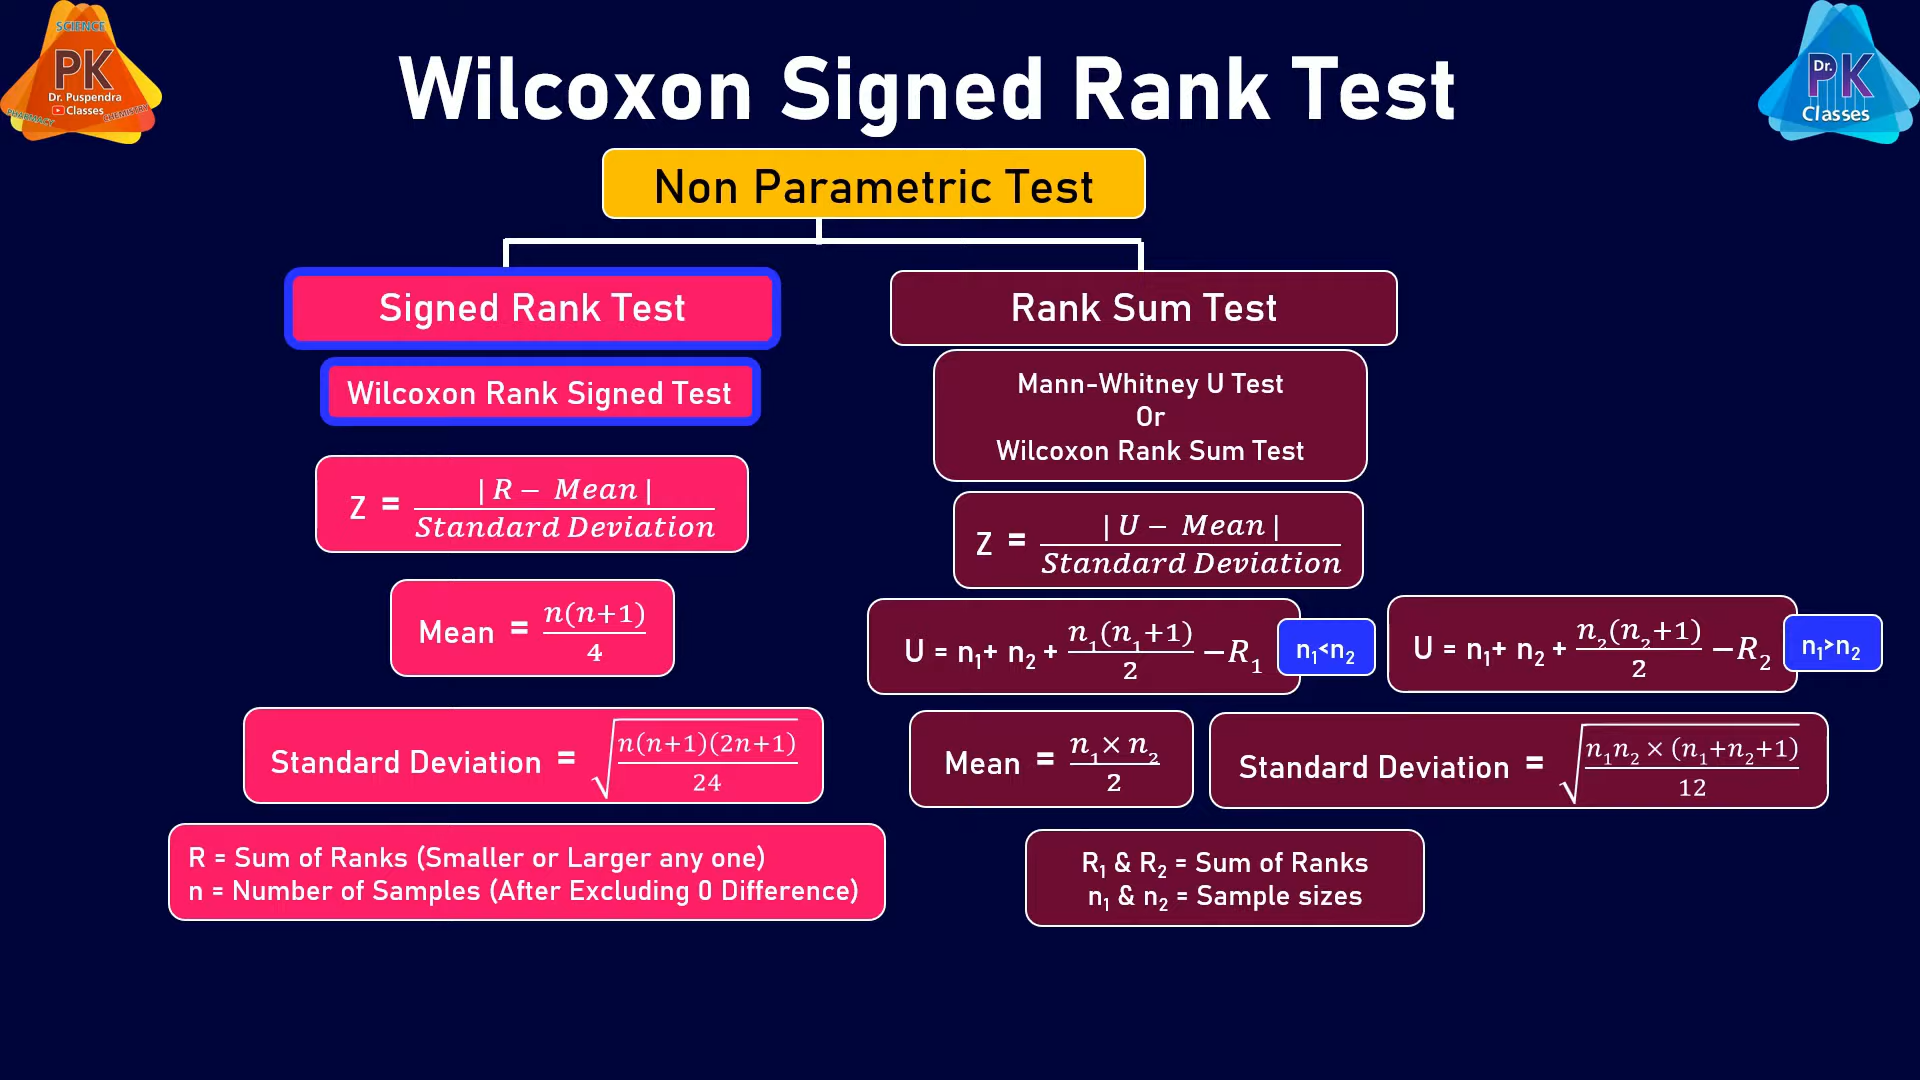 SCIENCE
PK
Dr. Puspendra
Classes
PHARMACY
CHEMISTRY
Wilcoxon Signed Rank Test
Dr.
PK
Classes
Non Parametric Test
Signed Rank Test
Wilcoxon Rank Signed Test
Z = | R − Mean | / Standard Deviation
Mean = n(n+1) / 4
Standard Deviation = √(n(n+1)(2n+1) / 24)
R = Sum of Ranks (Smaller or Larger any one)
n = Number of Samples (After Excluding 0 Difference)
Rank Sum Test
Mann-Whitney U Test
Or
Wilcoxon Rank Sum Test
Z = | U − Mean | / Standard Deviation
U = n₁+ n₂ + n₁(n₁+1) / 2 −R₁
n₁<n₂
U = n₁+ n₂ + n₂(n₂+1) / 2 −R₂
n₁>n₂
Mean = n₁ × n₂ / 2
Standard Deviation = √(n₁n₂ × (n₁+n₂+1) / 12)
R₁ & R₂ = Sum of Ranks
n₁ & n₂ = Sample sizes